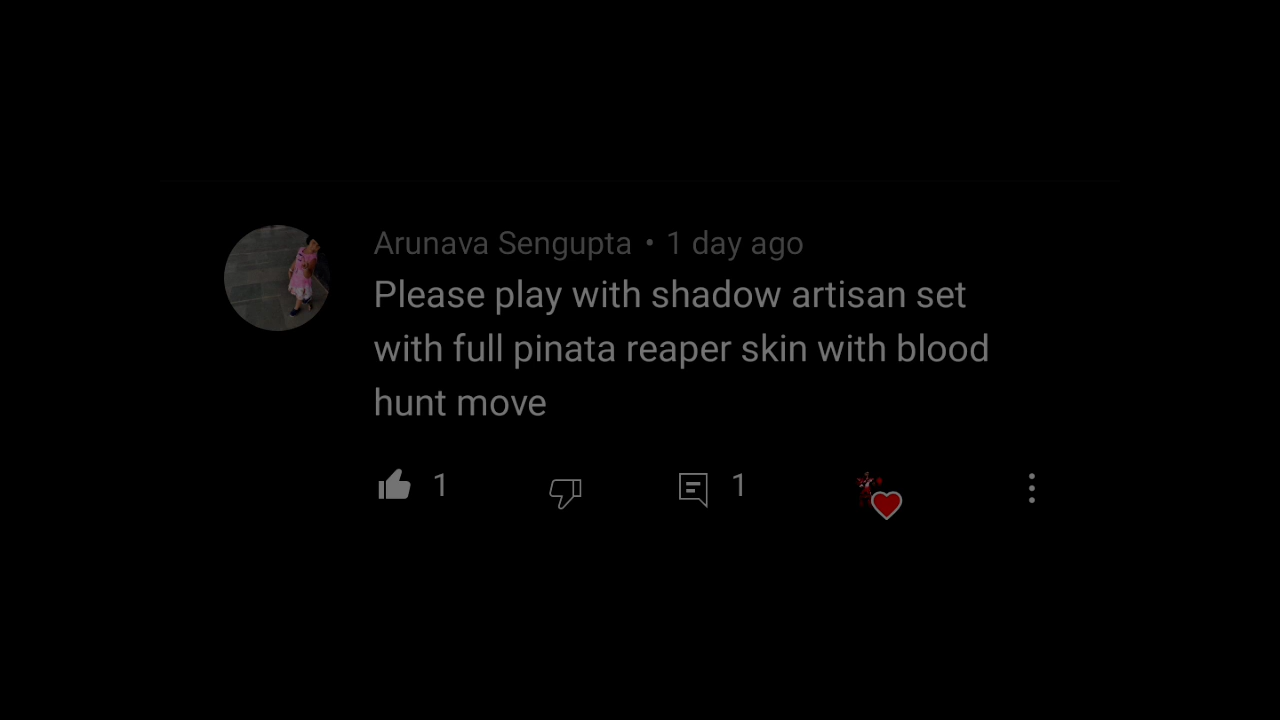 Arunava Sengupta • 1 day ago
Please play with shadow artisan set
with full pinata reaper skin with blood
hunt move
1 1